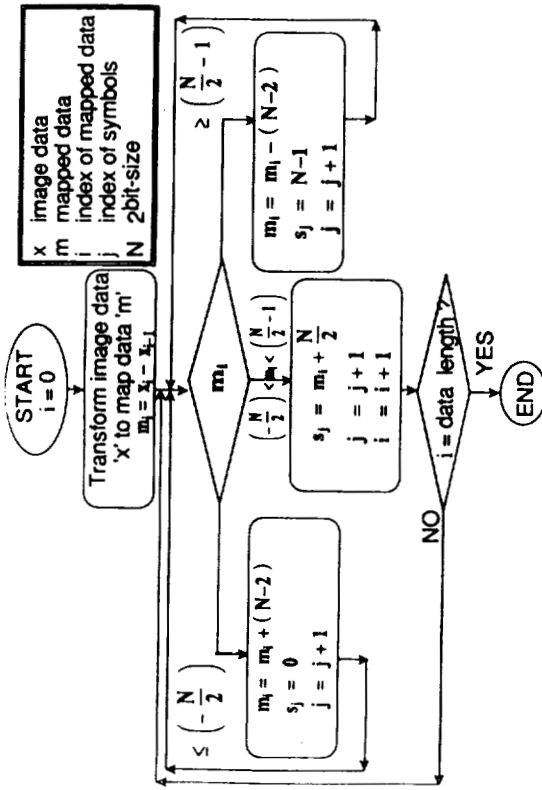 START
i = 0
x image data
m mapped data
i index of mapped data
j index of symbols
N 2bit-size
Transform image data
'x' to map data 'm'
m_i = x_i - x_{i-1}
m_i
≤ (-N/2)
(-N/2) < m_i < (N/2 - 1)
≥ (N/2 - 1)
m_i = m_i + (N-2)
s_j = 0
j = j + 1
s_j = m_i + N/2
j = j + 1
i = i + 1
m_i = m_i - (N-2)
s_j = N-1
j = j + 1
i = data length ?
NO
YES
END